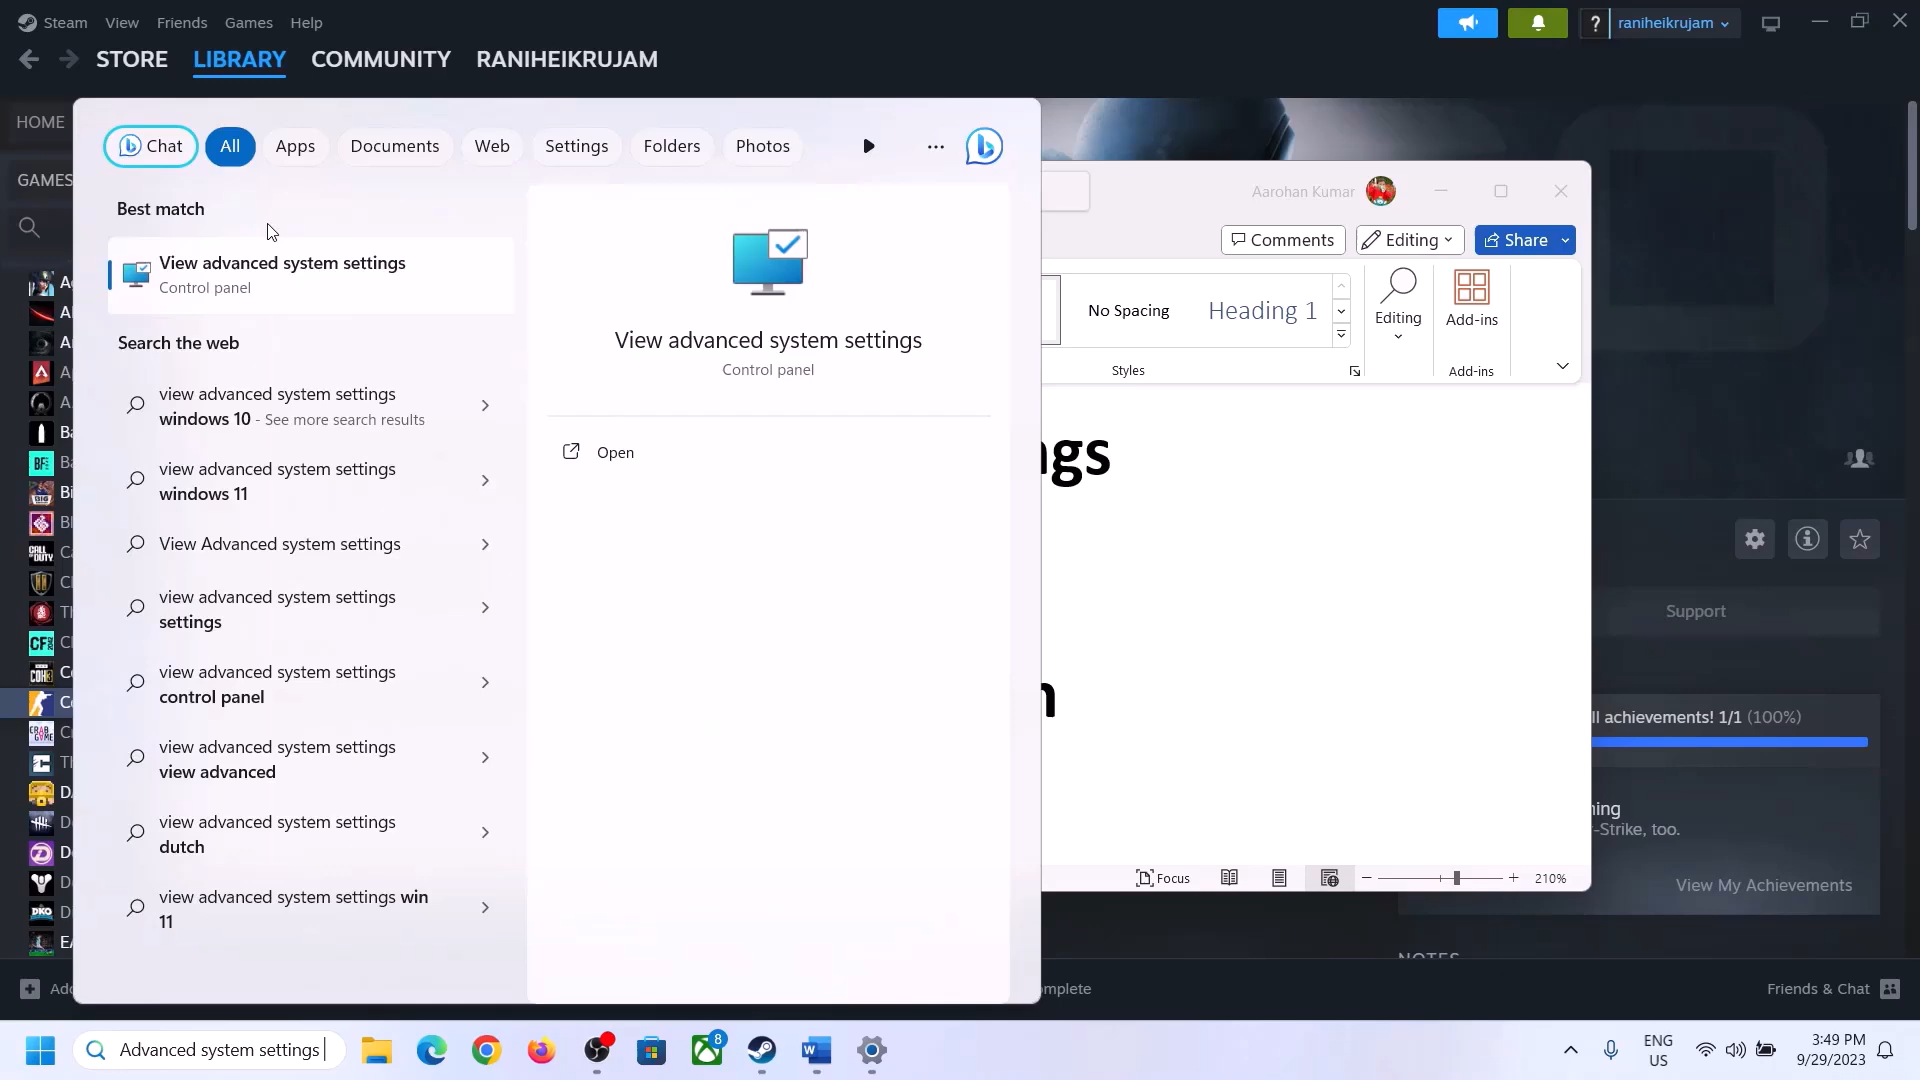 Steam View Friends Games Help
raniheikrujam
STORE LIBRARY COMMUNITY RANIHEIKRUJAM
HOME
GAMES
Chat All Apps Documents Web Settings Folders Photos
Best match
View advanced system settings
Control panel
Search the web
view advanced system settings
windows 10 - See more search results
view advanced system settings
windows 11
View Advanced system settings
view advanced system settings
settings
view advanced system settings
control panel
view advanced system settings
view advanced
view advanced system settings
dutch
view advanced system settings win
11
View advanced system settings
Control panel
Open
Aarohan Kumar
Comments Editing Share
No Spacing Heading 1
Editing
Add-ins
Styles
Add-ins
ngs
n
Focus
210%
Support
ll achievements! 1/1 (100%)
ning
-Strike, too.
View My Achievements
NOTES
Add
omplete
Friends & Chat
Advanced system settings
8
ENG
US
3:49 PM
9/29/2023